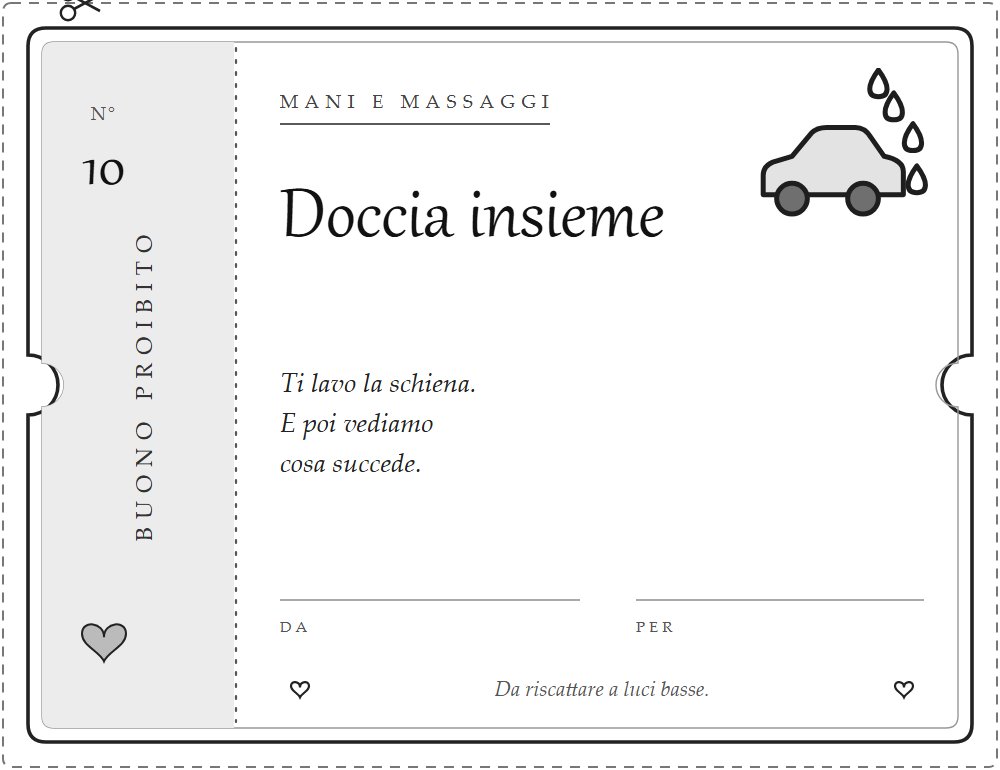 N°
10
BUONO PROIBITO
MANI E MASSAGGI
Doccia insieme
Ti lavo la schiena.
E poi vediamo
cosa succede.
DA
PER
Da riscattare a luci basse.